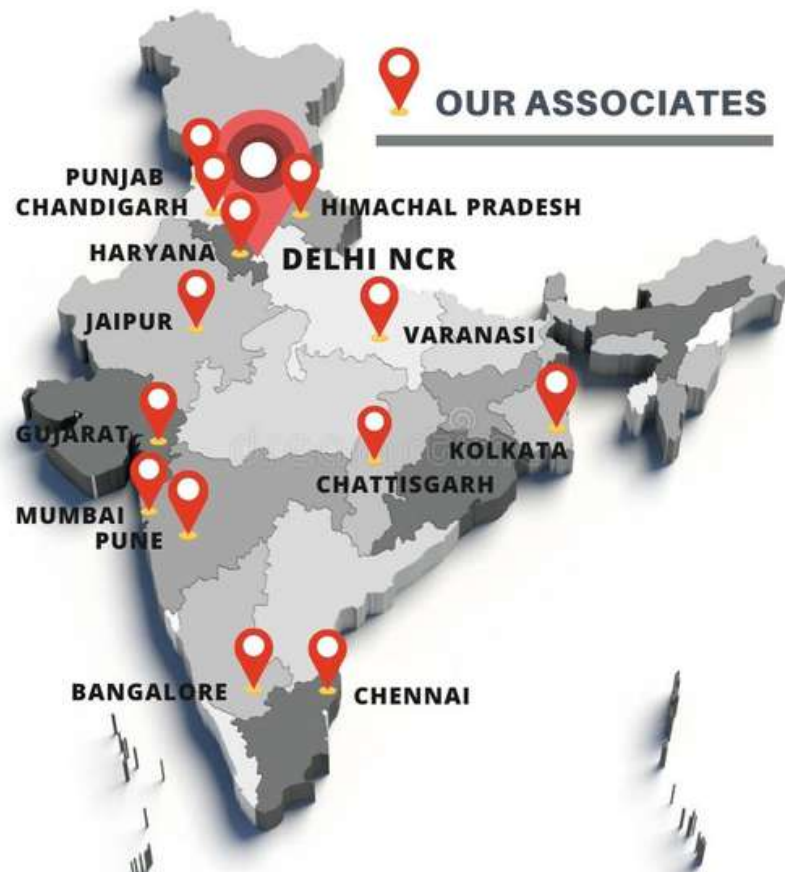 OUR ASSOCIATES
PUNJAB
CHANDIGARH
HIMACHAL PRADESH
HARYANA
DELHI NCR
JAIPUR
VARANASI
GUJARAT
KOLKATA
CHATTISGARH
MUMBAI
PUNE
BANGALORE
CHENNAI